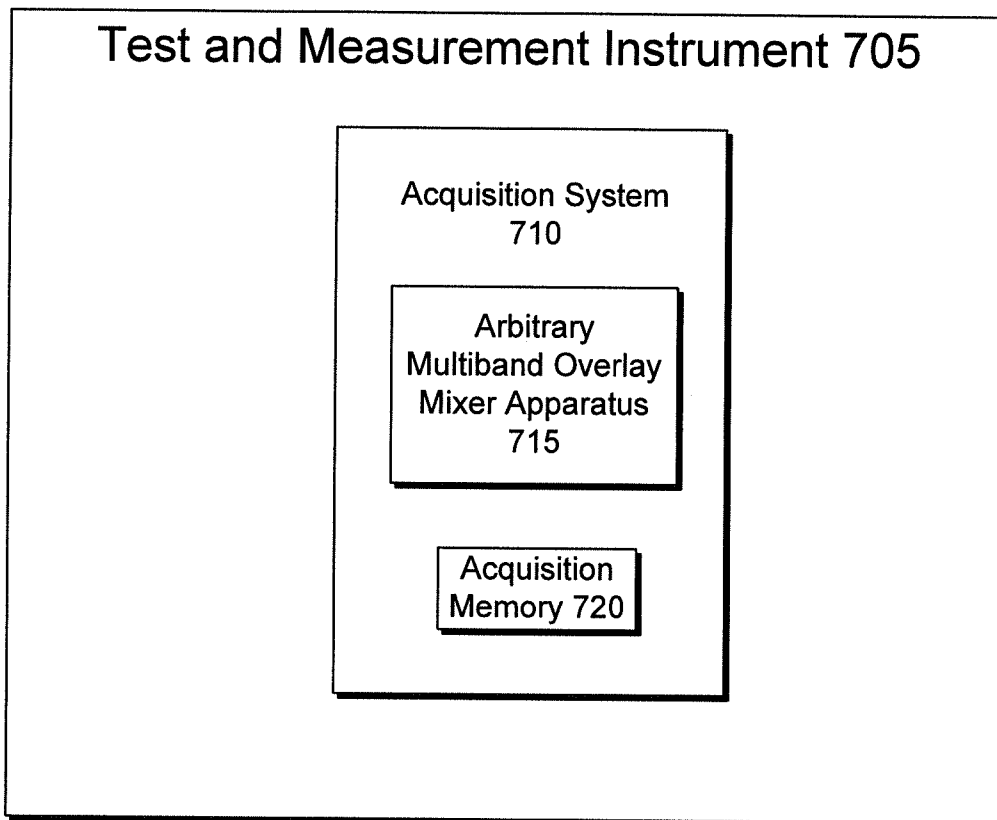 Test and Measurement Instrument 705
Acquisition System
710
Arbitrary
Multiband Overlay
Mixer Apparatus
715
Acquisition
Memory 720